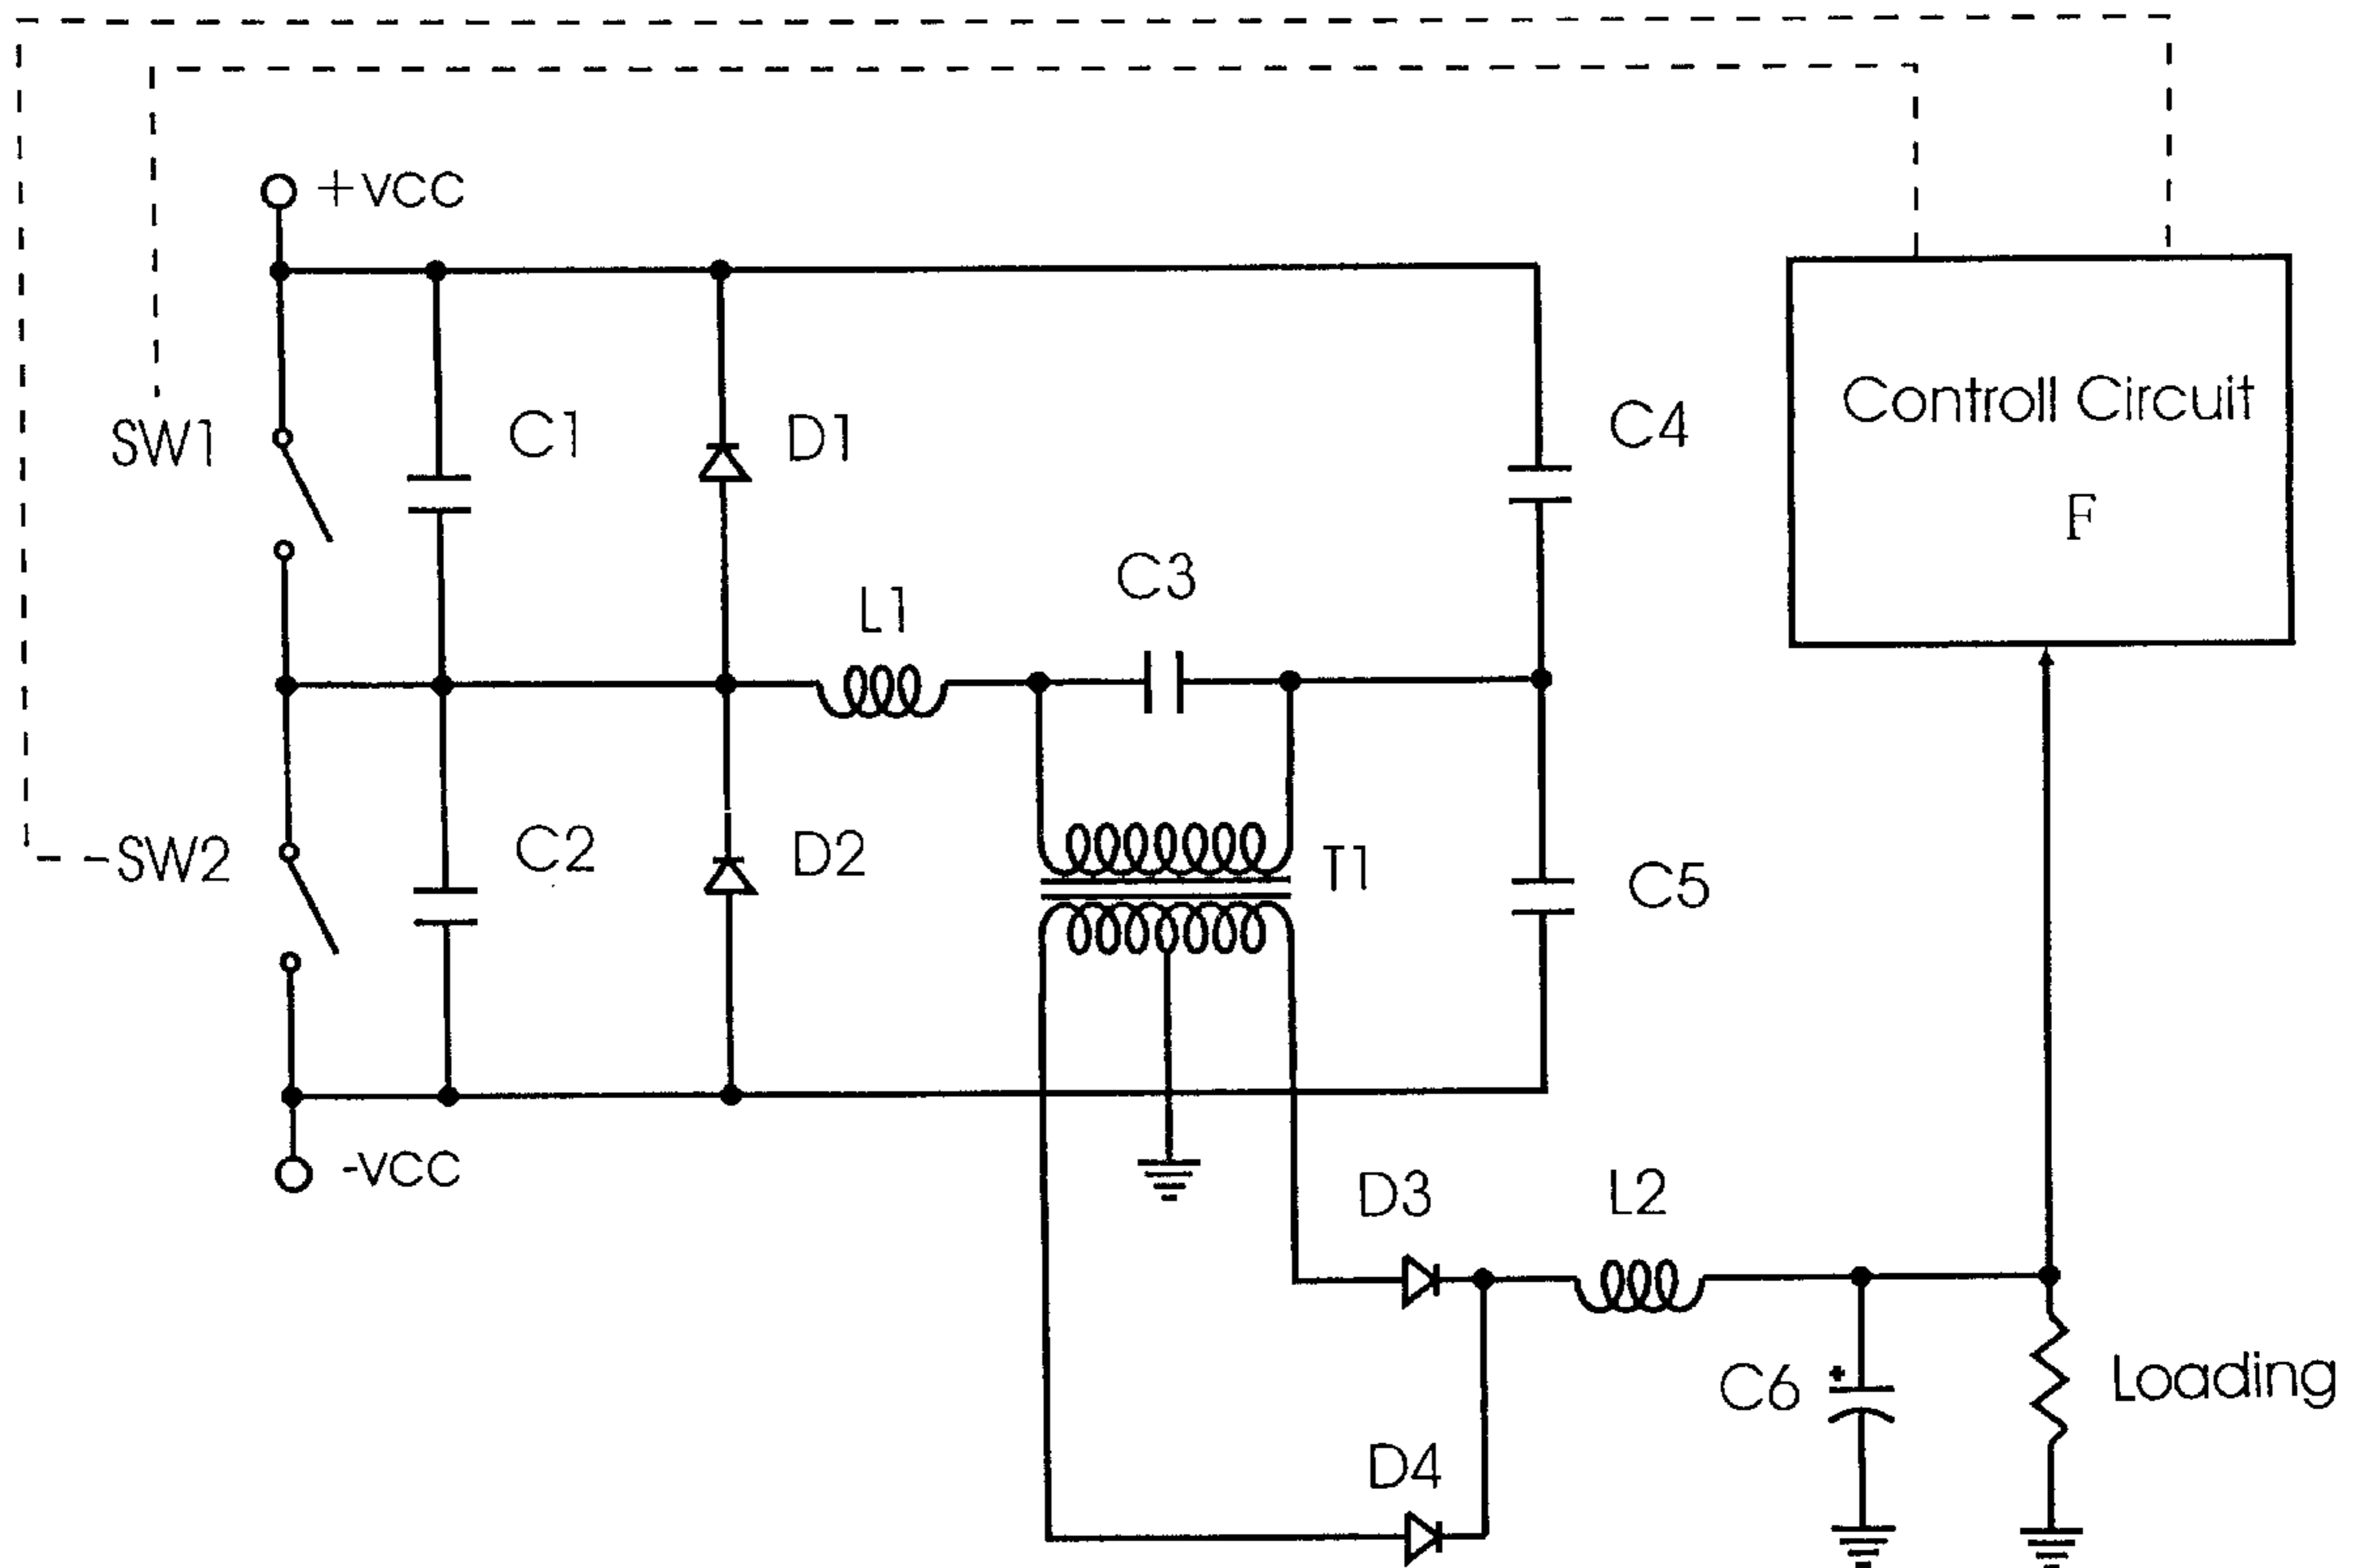 +VCC
SW1
C1
D1
C4
Controll Circuit
F
L1
C3
SW2
C2
D2
T1
C5
-VCC
D3
L2
C6
Loading
D4